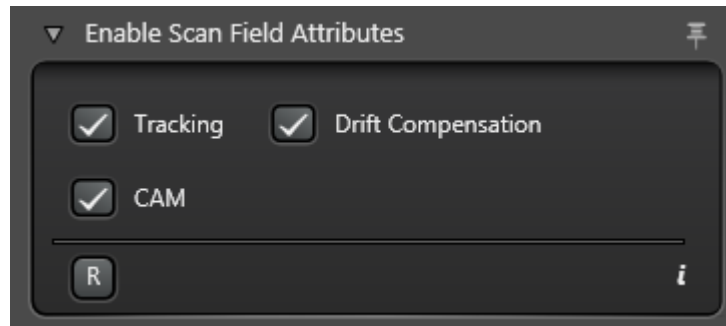 Enable Scan Field Attributes
Tracking Drift Compensation
CAM
R i